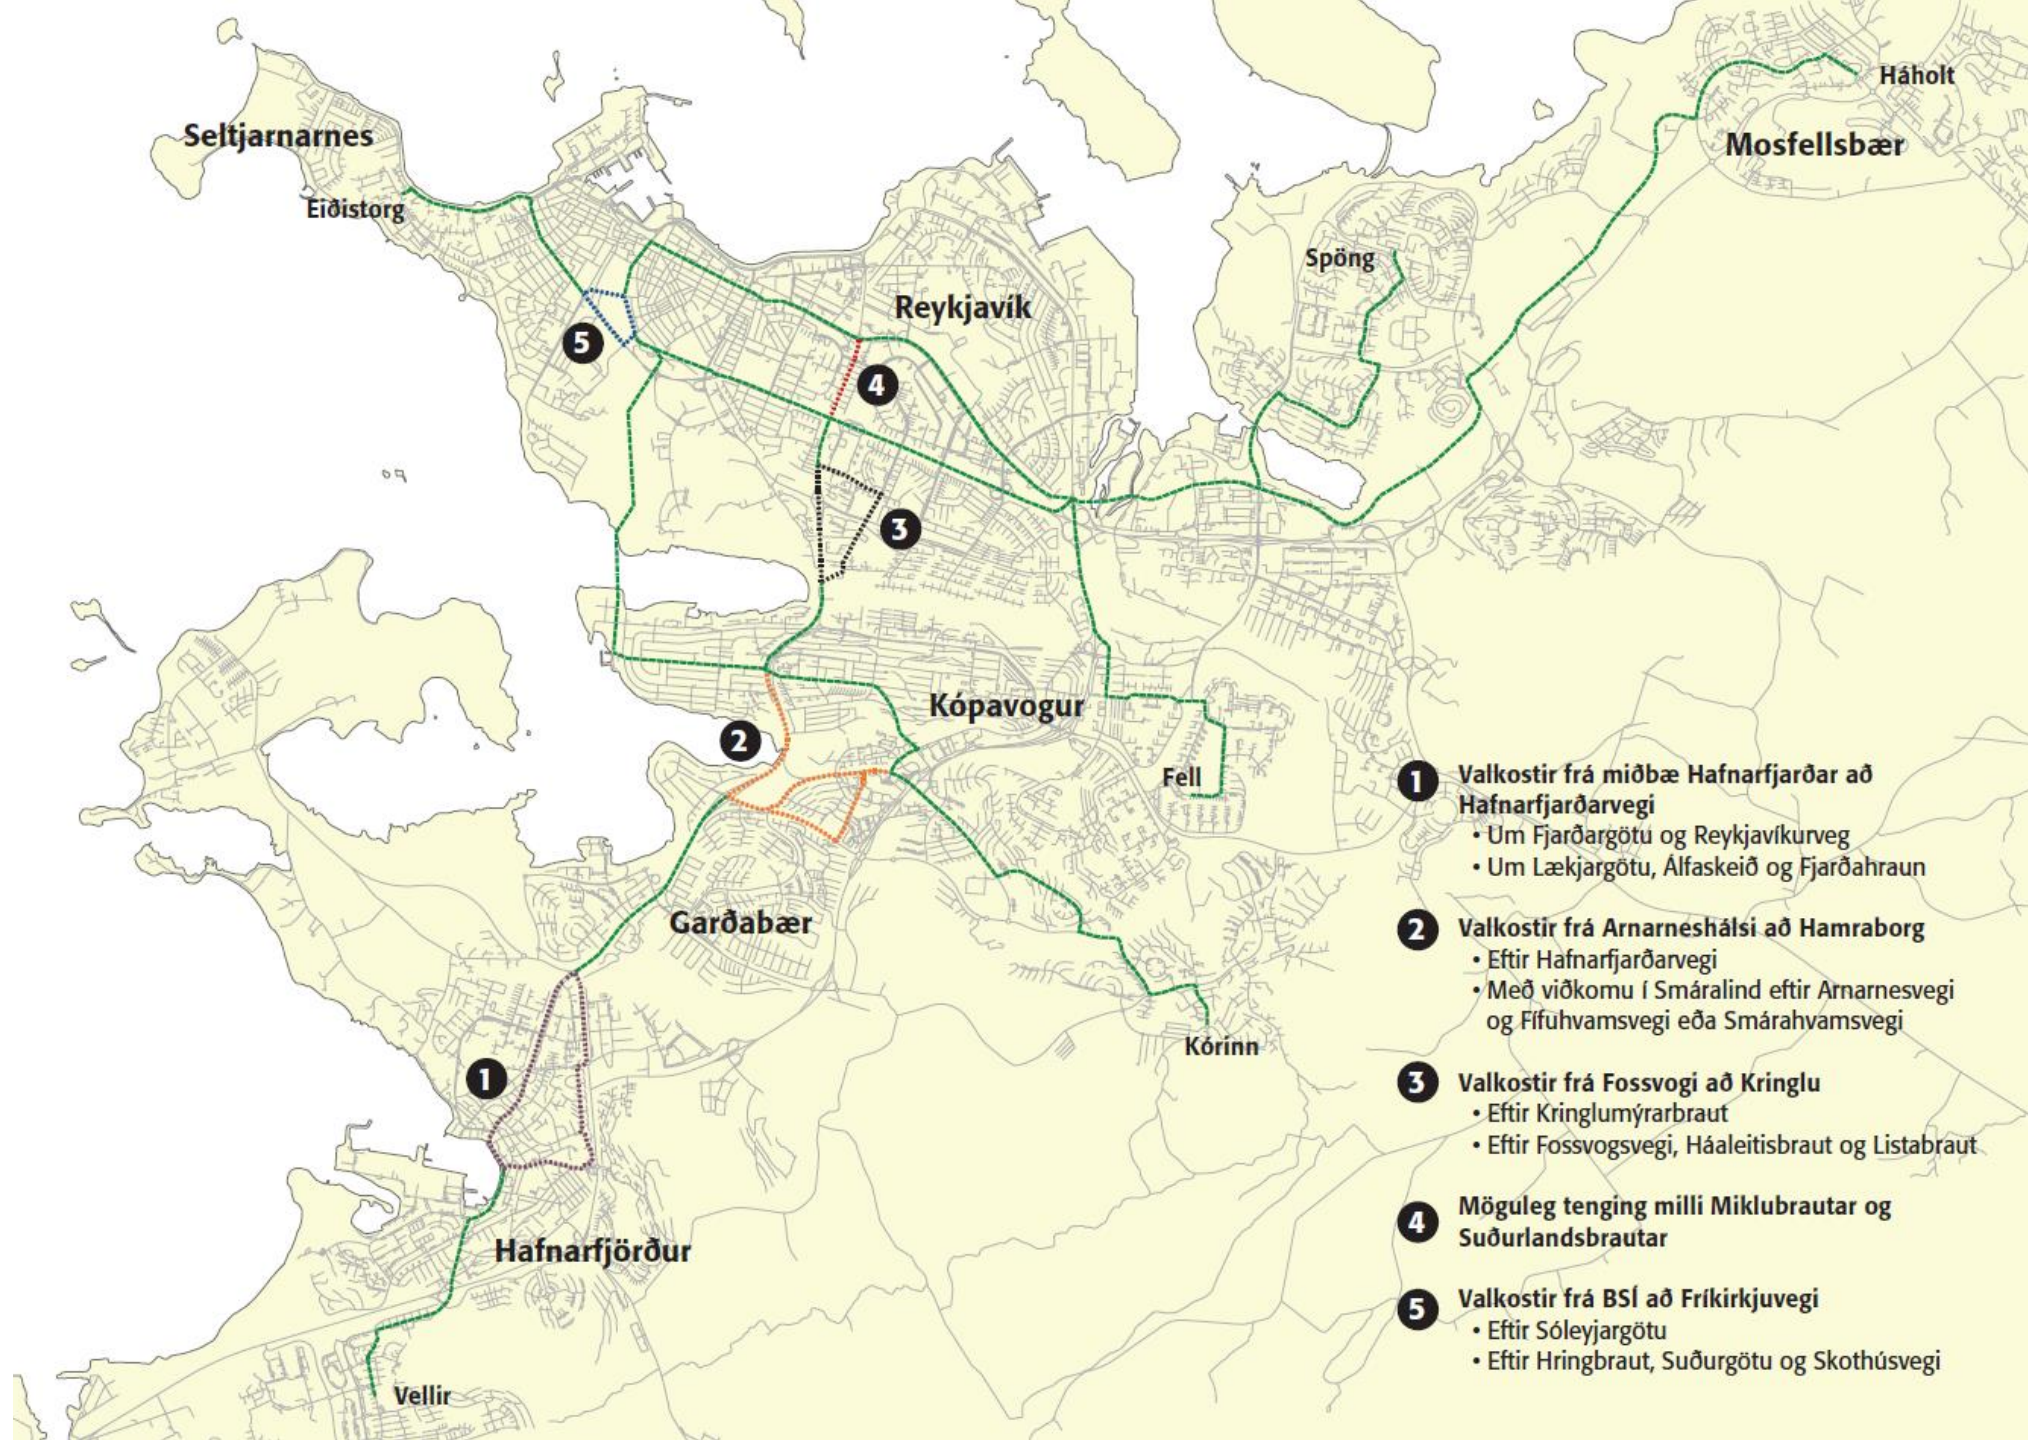 Háholt
Seltjarnarnes
Mosfellsbær
Eiðistorg
Spöng
Reykjavík
5
4
3
Kópavogur
2
Fell
Garðabær
Kórinn
1
Hafnarfjörður
Vellir
1 Valkostir frá miðbæ Hafnarfjarðar að
Hafnarfjarðarvegi
• Um Fjarðargötu og Reykjavíkurveg
• Um Lækjargötu, Álfaskeið og Fjarðahraun
2 Valkostir frá Arnarneshálsi að Hamraborg
• Eftir Hafnarfjarðarvegi
• Með viðkomu í Smáralind eftir Arnarnesvegi
og Fífuhvamsvegi eða Smárahvamsvegi
3 Valkostir frá Fossvogi að Kringlu
• Eftir Kringlumýrarbraut
• Eftir Fossvogsvegi, Háaleitisbraut og Listabraut
4 Möguleg tenging milli Miklubrautar og
Suðurlandsbrautar
5 Valkostir frá BSÍ að Fríkirkjuvegi
• Eftir Sóleyjargötu
• Eftir Hringbraut, Suðurgötu og Skothúsvegi